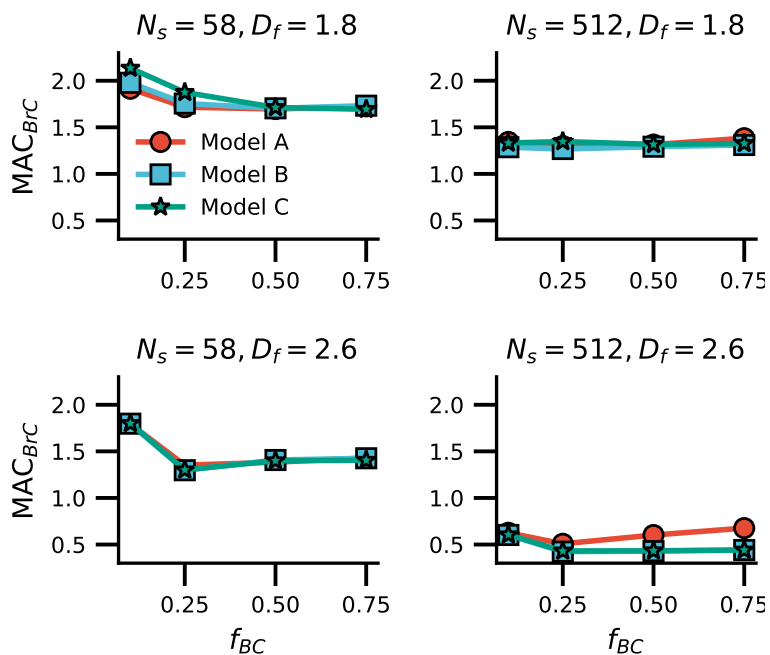 N_s = 58, D_f = 1.8
MAC_BrC
2.0
1.5
1.0
0.5
Model A
Model B
Model C
0.25
0.50
0.75
N_s = 512, D_f = 1.8
2.0
1.5
1.0
0.5
0.25
0.50
0.75
N_s = 58, D_f = 2.6
MAC_BrC
2.0
1.5
1.0
0.5
0.25
0.50
0.75
f_BC
N_s = 512, D_f = 2.6
2.0
1.5
1.0
0.5
0.25
0.50
0.75
f_BC